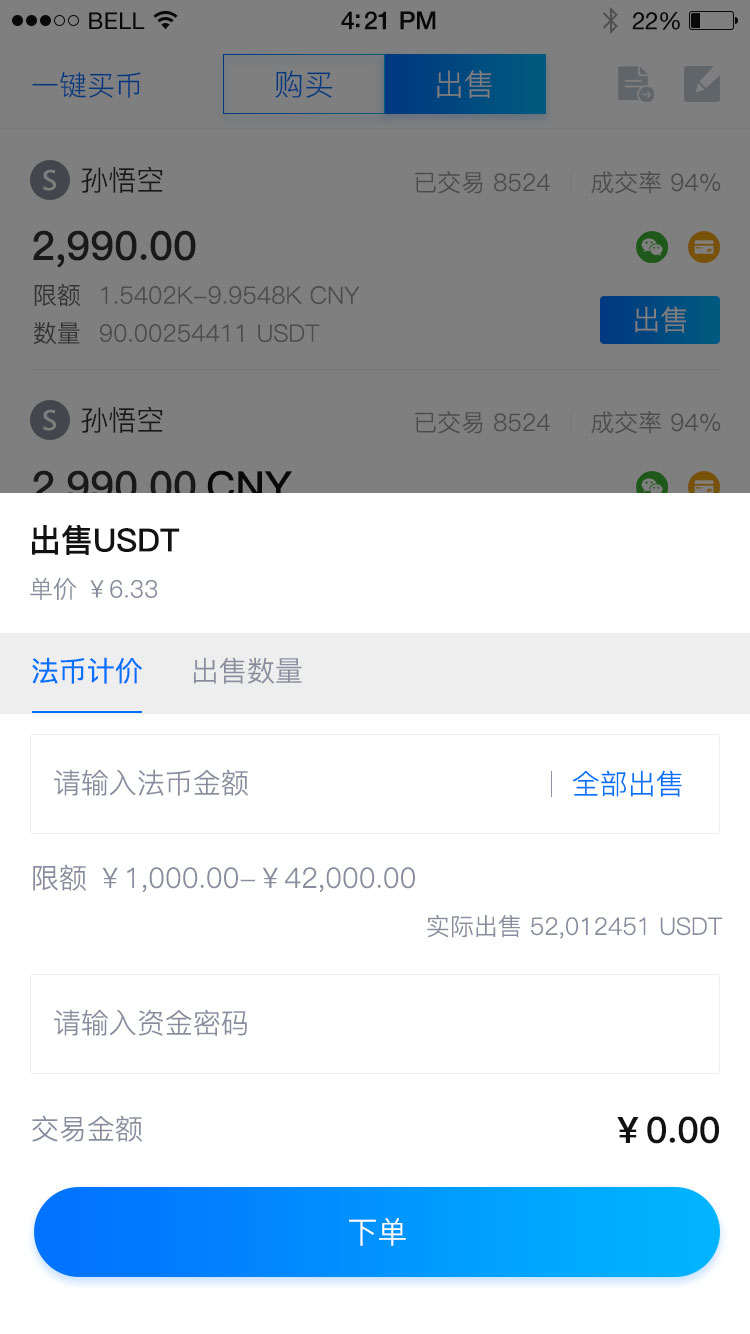 BELL 4:21 PM 22%
一键买币 购买 出售
S 孙悟空 已交易 8524 成交率 94%
2,990.00
限额 1.5402K-9.9548K CNY
数量 90.00254411 USDT
出售
S 孙悟空 已交易 8524 成交率 94%
2,990.00 CNY
出售USDT
单价 ¥6.33
法币计价 出售数量
请输入法币金额 全部出售
限额 ¥1,000.00-¥42,000.00
实际出售 52,012451 USDT
请输入资金密码
交易金额 ¥0.00
下单